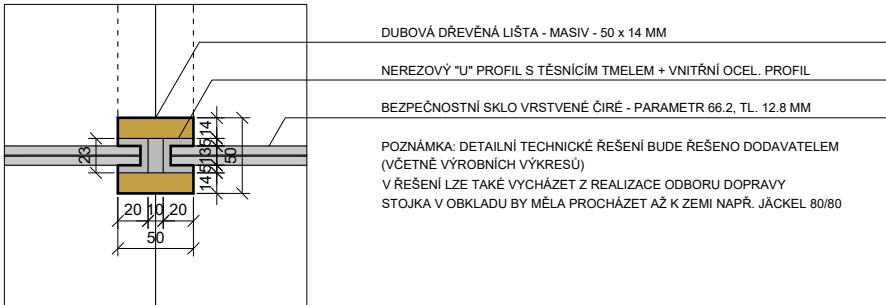 DUBOVÁ DŘEVĚNÁ LIŠTA - MASIV - 50 x 14 MM
NEREZOVÝ "U" PROFIL S TĚSNÍCÍM TMELEM + VNITŘNÍ OCEL. PROFIL
BEZPEČNOSTNÍ SKLO VRSTVENÉ ČIRÉ - PARAMETR 66.2, TL. 12.8 MM
POZNÁMKA: DETAILNÍ TECHNICKÉ ŘEŠENÍ BUDE ŘEŠENO DODAVATELEM
(VČETNĚ VÝROBNÍCH VÝKRESŮ)
V ŘEŠENÍ LZE TAKÉ VYCHÁZET Z REALIZACE ODBORU DOPRAVY
STOJKA V OBKLADU BY MĚLA PROCHÁZET AŽ K ZEMI NAPŘ. JÄCKEL 80/80
23
14 5 13 5 14
50
20 10 20
50